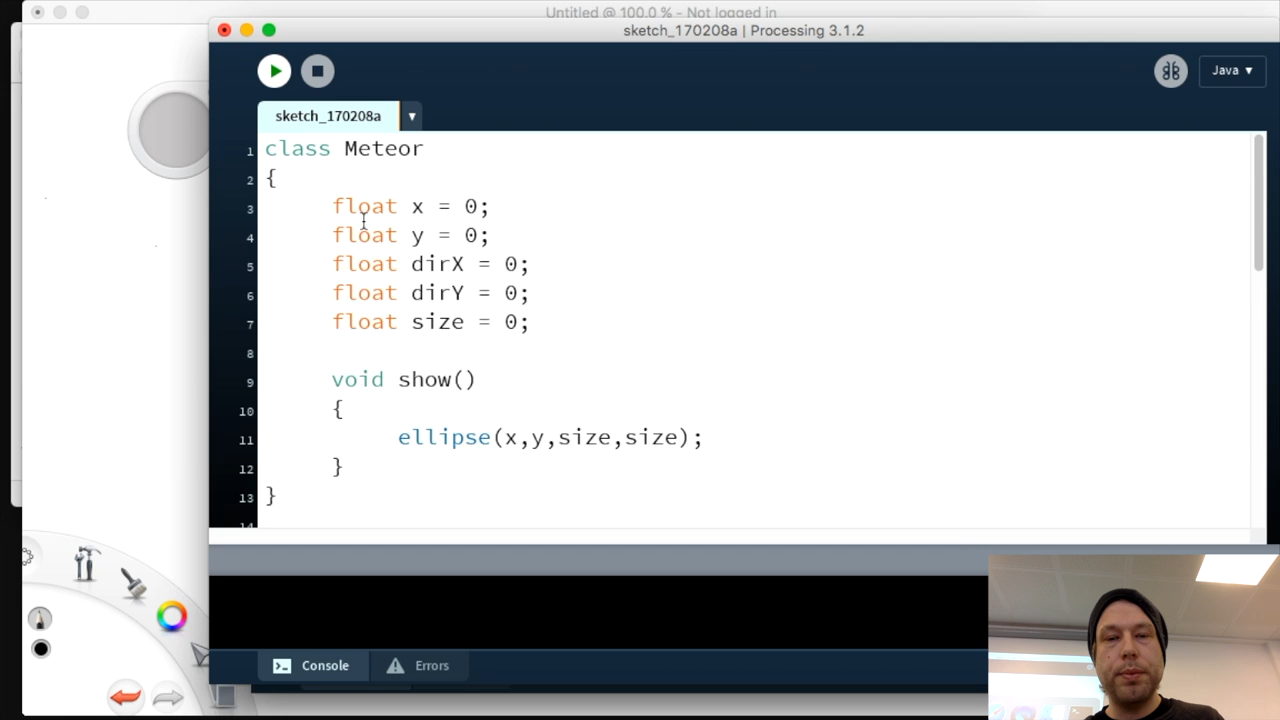 Untitled @ 100.0 % - Not logged in
sketch_170208a | Processing 3.1.2
Java ▾
sketch_170208a ▾
1 class Meteor
2 {
3 float x = 0;
4 float y = 0;
5 float dirX = 0;
6 float dirY = 0;
7 float size = 0;
8
9 void show()
10 {
11 ellipse(x,y,size,size);
12 }
13 }
14
Console Errors